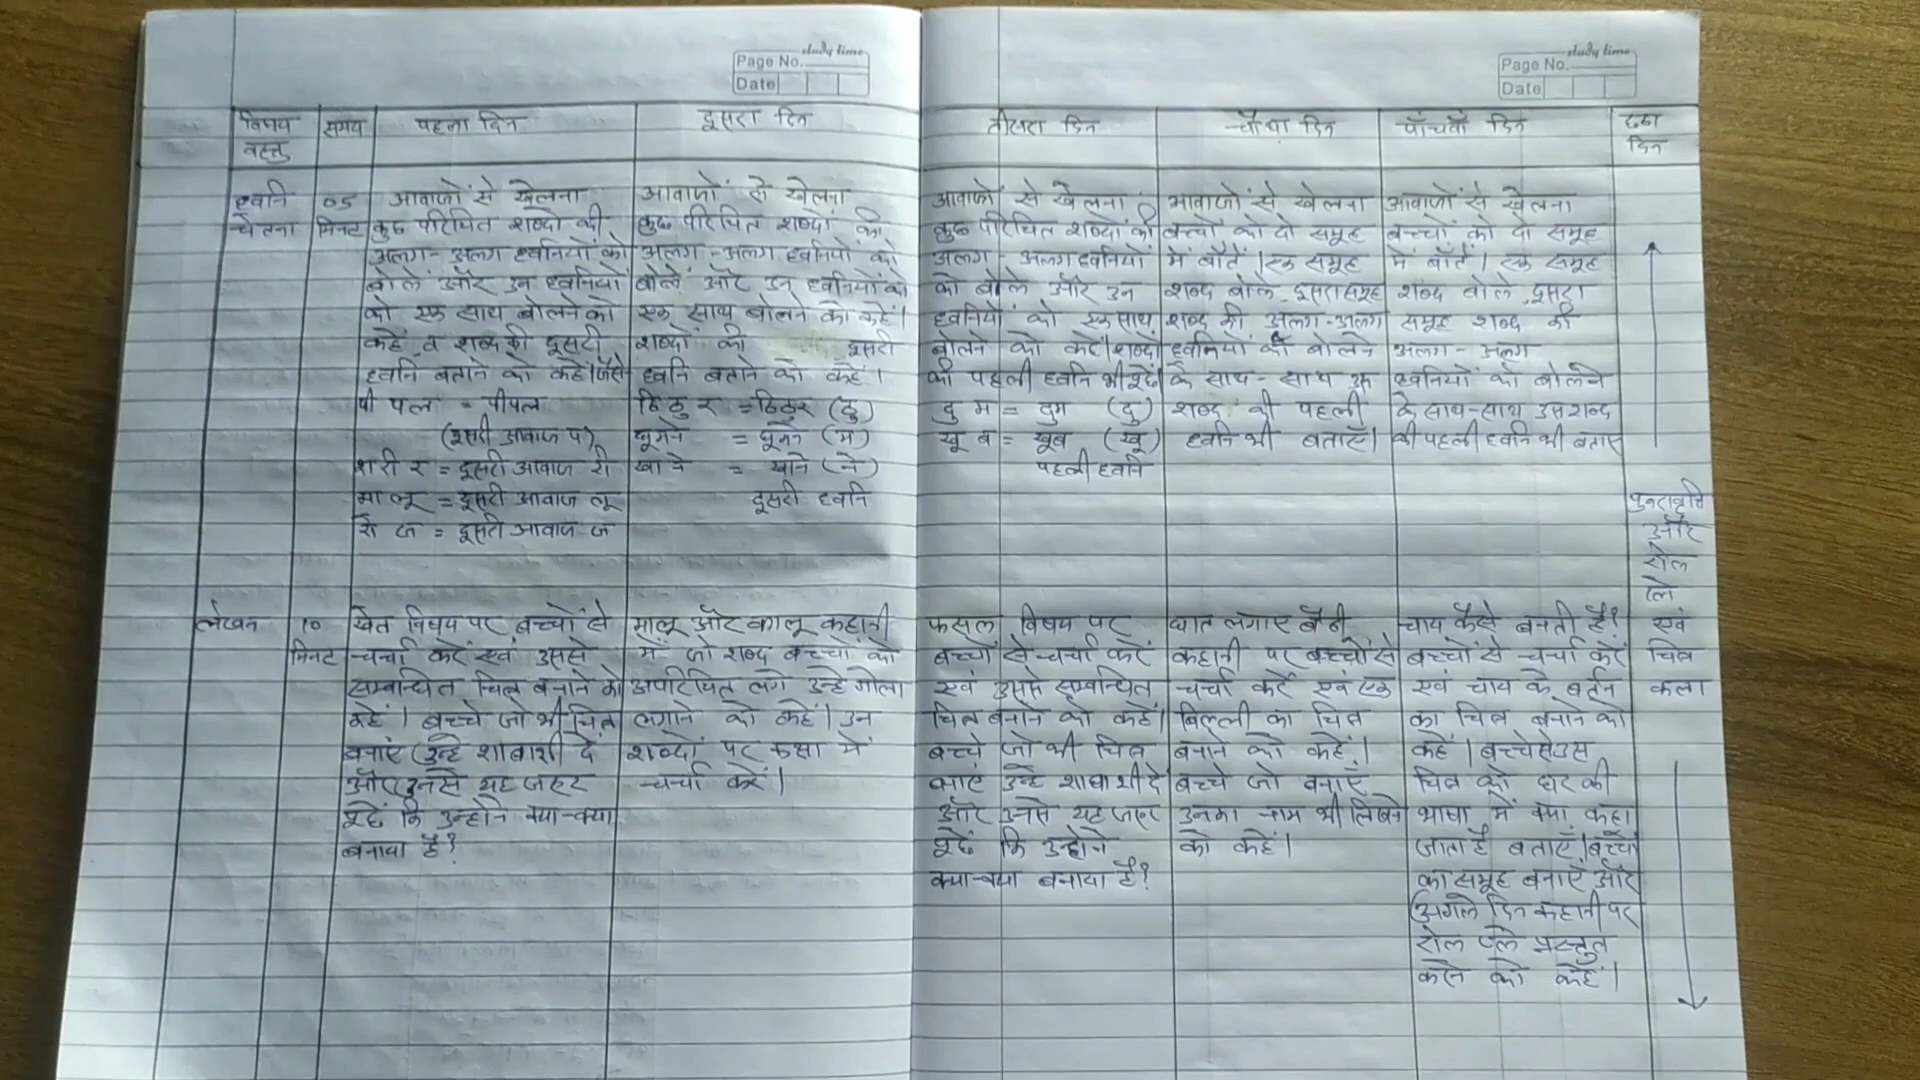 study time
Page No.
Date
study time
Page No.
Date
विषय वस्तु
समय
पहला दिन
दूसरा दिन
तीसरा दिन
चौथा दिन
पाँचवाँ दिन
छठा दिन
ध्वनि
चेतना
05
मिनट
आवाजों से खेलना
कुछ परिचित शब्दों की
अलग-अलग ध्वनियों को
बोलें और उन ध्वनियों
को एक साथ बोलने को
कहें व शब्द की दूसरी
ध्वनि बताने को कहें। जैसे
पी पल = पीपल
(दूसरी आवाज प)
शरी र = दूसरी आवाज री
मा लू = दूसरी आवाज लू
रो ज = दूसरी आवाज ज
आवाजों से खेलना
कुछ परिचित शब्दों की
अलग-अलग ध्वनियों को
बोलें और उन ध्वनियों को
एक साथ बोलने को कहें।
शब्दों की दूसरी
ध्वनि बताने को कहें।
ठि ठु र = ठिठुर (ठु)
घूमने = घूमने (म)
खा ने = खाने (ने)
दूसरी ध्वनि
आवाजों से खेलना
कुछ परिचित शब्दों की
अलग-अलग ध्वनियों
को बोले और उन
ध्वनियों को एक साथ
बोलने को कहें। शब्दों
की पहली ध्वनि भी पूछें
दु म = दुम (दु)
खू ब = खूब (खू)
पहली ध्वनि
आवाजों से खेलना
बच्चों को दो समूह
में बाँटें। एक समूह
शब्द बोले, दूसरा समूह
शब्द की अलग-अलग
ध्वनियों को बोलने
के साथ-साथ उस
शब्द की पहली
ध्वनि भी बताएँ।
आवाजों से खेलना
बच्चों को दो समूह
में बाँटें। एक समूह
शब्द बोले, दूसरा
समूह शब्द की
अलग-अलग
ध्वनियों को बोलने
के साथ-साथ उस शब्द
की पहली ध्वनि भी बताए
पुनरावृत्ति
और
रोल
प्ले
एवं
चित्र
कला
लेखन
10
मिनट
खेत विषय पर बच्चों से
चर्चा करें एवं उससे
सम्बन्धित चित्र बनाने को
कहें। बच्चे जो भी चित्र
बनाएं उन्हें शाबाशी दें
और उनसे यह जरूर
पूछें कि उन्होंने क्या-क्या
बनाया है?
मालू और कालू कहानी
में जो शब्द बच्चों को
अपरिचित लगे उन्हें गोला
लगाने को कहें। उन
शब्दों पर कक्षा में
चर्चा करें।
फसल विषय पर
बच्चों से चर्चा करें
एवं उससे सम्बन्धित
चित्र बनाने को कहें।
बच्चे जो भी चित्र
बनाएं उन्हें शाबाशी दें
और उनसे यह जरूर
पूछें कि उन्होंने
क्या-क्या बनाया है?
घात लगाए बैठी
कहानी पर बच्चों से
चर्चा करें एवं एक
बिल्ली का चित्र
बनाने को कहें।
बच्चे जो बनाएँ
उनका नाम भी लिखने
को कहें।
चाय कैसे बनती है?
बच्चों से चर्चा करें
एवं चाय के बर्तन
का चित्र बनाने को
कहें। बच्चे से उस
चित्र को घर की
भाषा में क्या कहा
जाता है बताएँ। बच्चों
का समूह बनाएँ और
अगले दिन कहानी पर
रोल प्ले प्रस्तुत
करने को कहें।